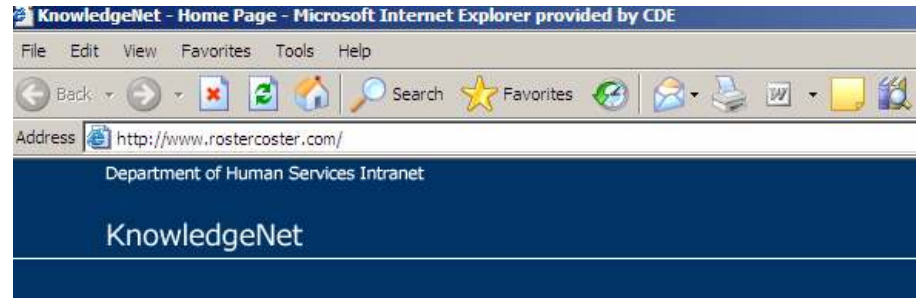 KnowledgeNet - Home Page - Microsoft Internet Explorer provided by CDE
File Edit View Favorites Tools Help
Back Search Favorites W
Address http://www.rostercoster.com/
Department of Human Services Intranet
KnowledgeNet